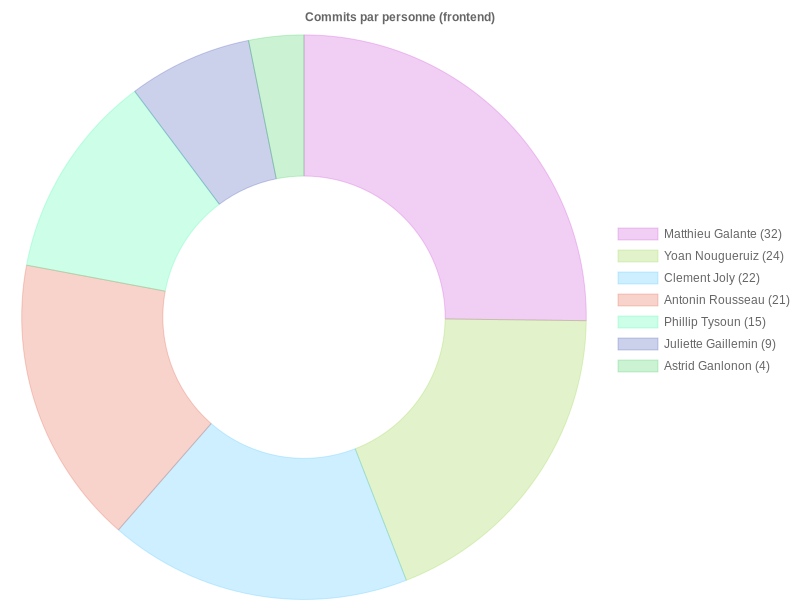 Commits par personne (frontend)
Matthieu Galante (32)
Yoan Nougueruiz (24)
Clement Joly (22)
Antonin Rousseau (21)
Phillip Tysoun (15)
Juliette Gaillemin (9)
Astrid Ganlonon (4)